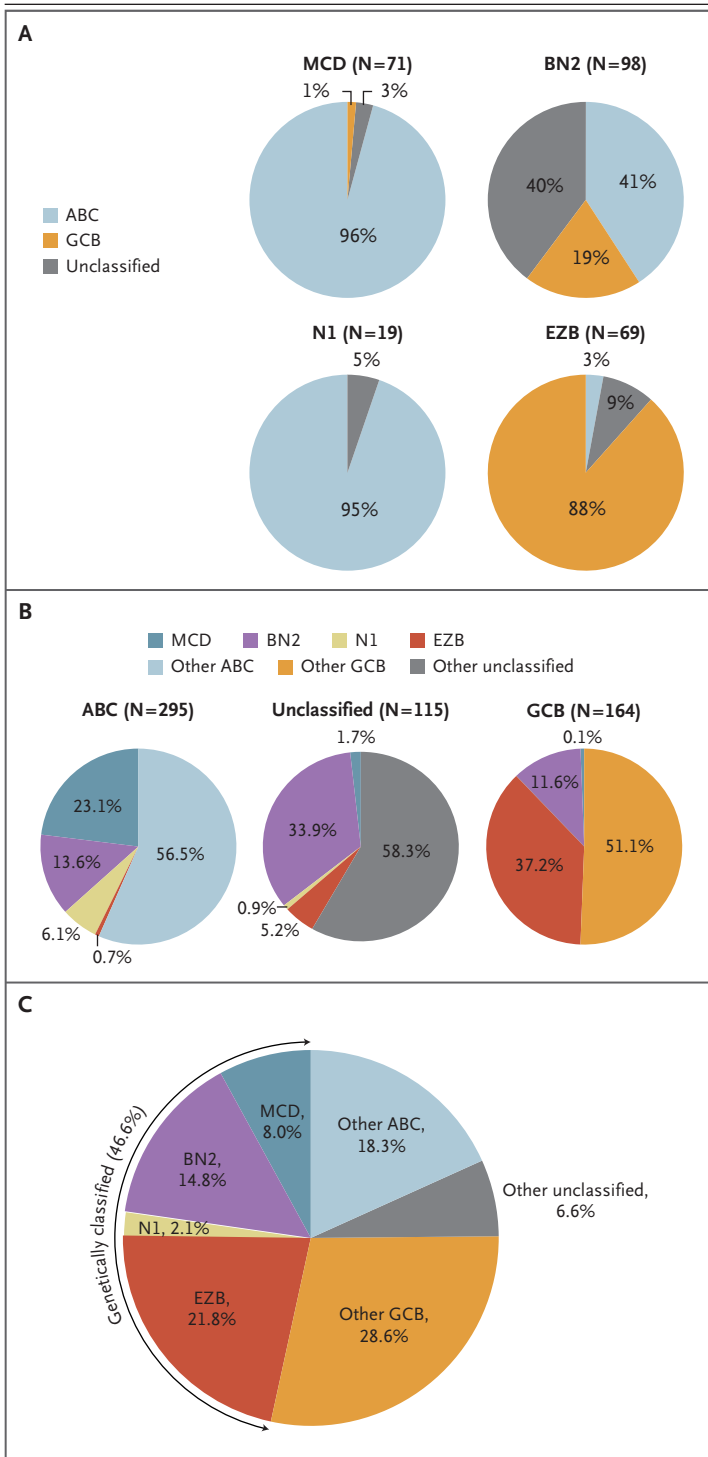 A
MCD (N=71)
1%
3%
96%
BN2 (N=98)
40%
41%
19%
ABC
GCB
Unclassified
N1 (N=19)
5%
95%
EZB (N=69)
3%
9%
88%
B
MCD
BN2
N1
EZB
Other ABC
Other GCB
Other unclassified
ABC (N=295)
23.1%
13.6%
56.5%
6.1%
0.7%
Unclassified (N=115)
1.7%
33.9%
58.3%
0.9%
5.2%
GCB (N=164)
0.1%
11.6%
37.2%
51.1%
C
Genetically classified (46.6%)
MCD,
8.0%
BN2,
14.8%
N1, 2.1%
EZB,
21.8%
Other ABC,
18.3%
Other unclassified,
6.6%
Other GCB,
28.6%